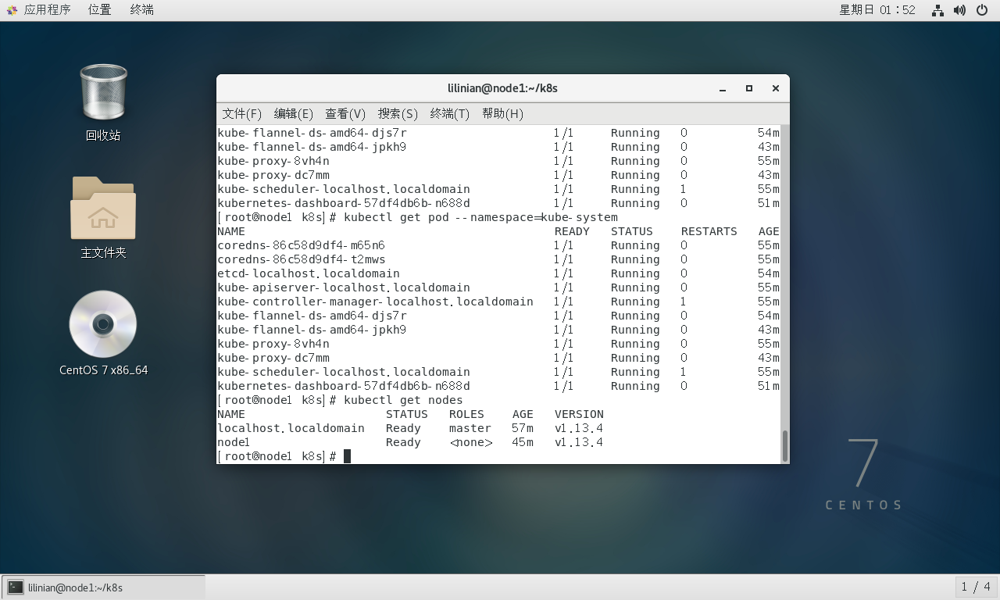 应用程序 位置 终端 星期日 01:52
回收站
主文件夹
CentOS 7 x86_64
lilinian@node1:~/k8s
文件(F) 编辑(E) 查看(V) 搜索(S) 终端(T) 帮助(H)
kube-flannel-ds-amd64-djs7r 1/1 Running 0 54m
kube-flannel-ds-amd64-jpkh9 1/1 Running 0 43m
kube-proxy-8vh4n 1/1 Running 0 55m
kube-proxy-dc7mm 1/1 Running 0 43m
kube-scheduler-localhost.localdomain 1/1 Running 1 55m
kubernetes-dashboard-57df4db6b-n688d 1/1 Running 0 51m
[root@node1 k8s]# kubectl get pod --namespace=kube-system
NAME READY STATUS RESTARTS AGE
coredns-86c58d9df4-m65n6 1/1 Running 0 55m
coredns-86c58d9df4-t2mws 1/1 Running 0 55m
etcd-localhost.localdomain 1/1 Running 0 54m
kube-apiserver-localhost.localdomain 1/1 Running 0 55m
kube-controller-manager-localhost.localdomain 1/1 Running 1 55m
kube-flannel-ds-amd64-djs7r 1/1 Running 0 54m
kube-flannel-ds-amd64-jpkh9 1/1 Running 0 43m
kube-proxy-8vh4n 1/1 Running 0 55m
kube-proxy-dc7mm 1/1 Running 0 43m
kube-scheduler-localhost.localdomain 1/1 Running 1 55m
kubernetes-dashboard-57df4db6b-n688d 1/1 Running 0 51m
[root@node1 k8s]# kubectl get nodes
NAME STATUS ROLES AGE VERSION
localhost.localdomain Ready master 57m v1.13.4
node1 Ready <none> 45m v1.13.4
[root@node1 k8s]#
7
CENTOS
lilinian@node1:~/k8s 1 / 4